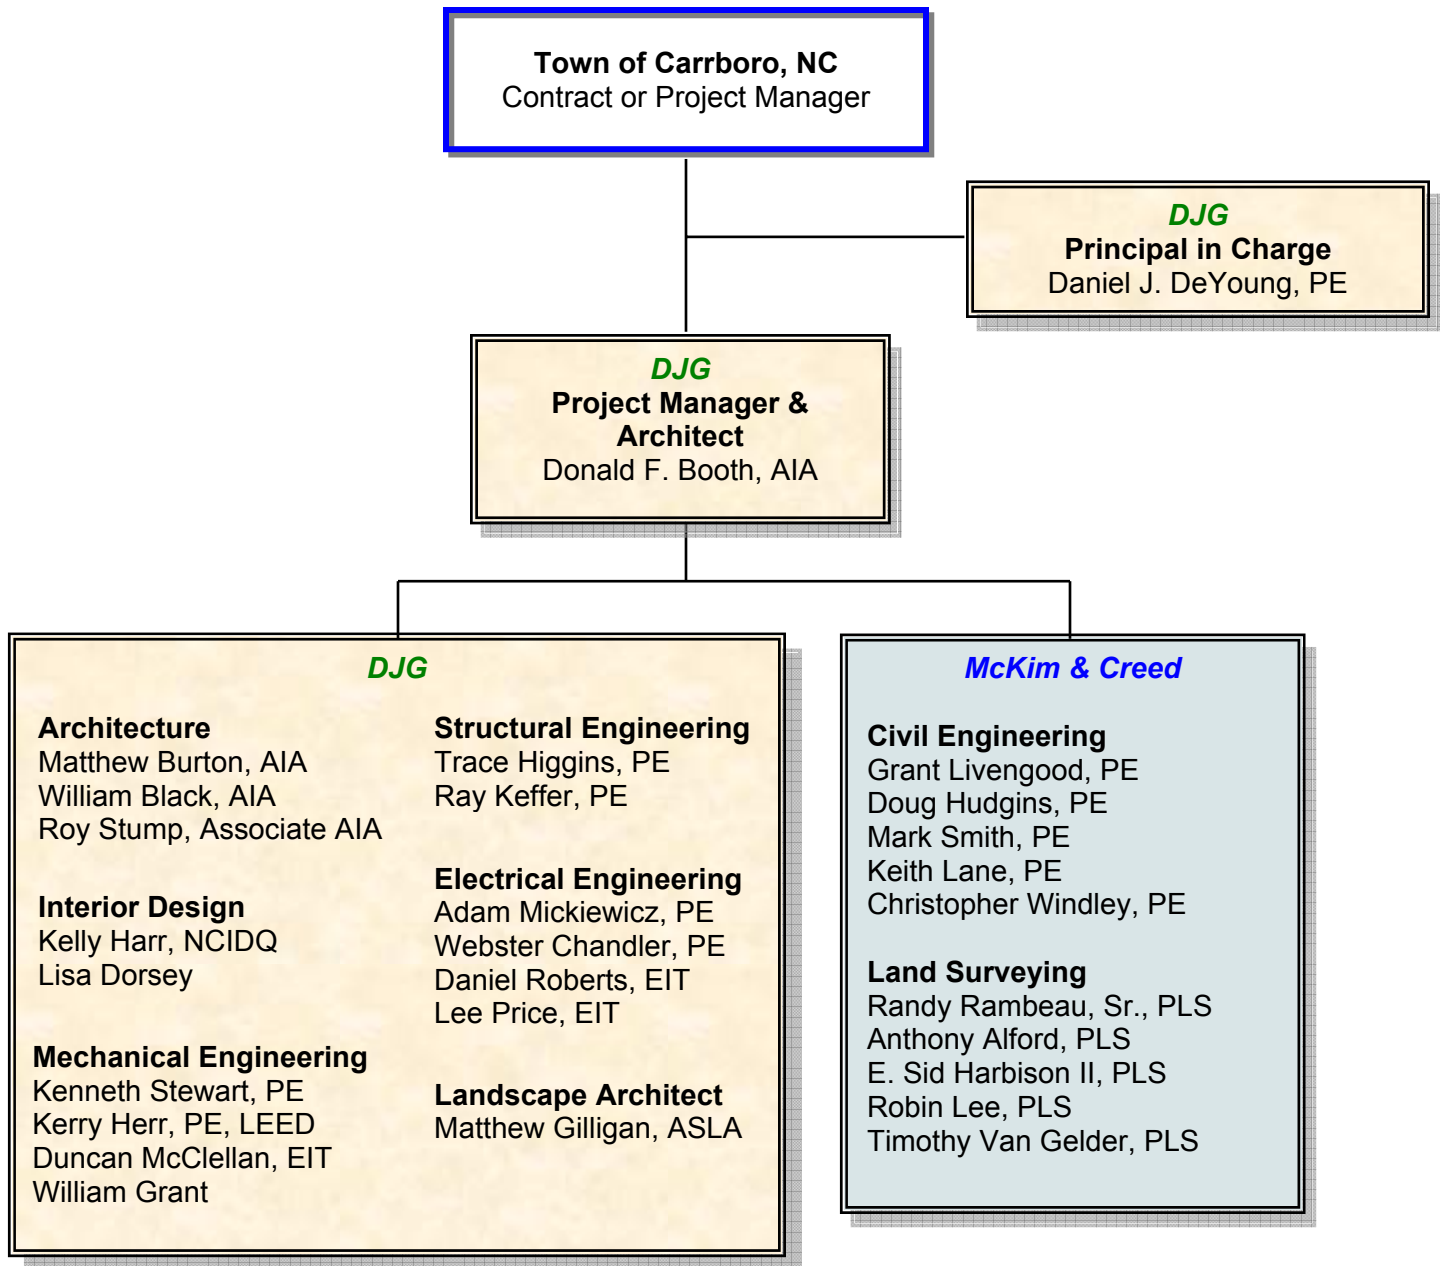 Town of Carrboro, NC
Contract or Project Manager
DJG
Principal in Charge
Daniel J. DeYoung, PE
DJG
Project Manager &
Architect
Donald F. Booth, AIA
DJG
Architecture
Matthew Burton, AIA
William Black, AIA
Roy Stump, Associate AIA
Interior Design
Kelly Harr, NCIDQ
Lisa Dorsey
Mechanical Engineering
Kenneth Stewart, PE
Kerry Herr, PE, LEED
Duncan McClellan, EIT
William Grant
Structural Engineering
Trace Higgins, PE
Ray Keffer, PE
Electrical Engineering
Adam Mickiewicz, PE
Webster Chandler, PE
Daniel Roberts, EIT
Lee Price, EIT
Landscape Architect
Matthew Gilligan, ASLA
McKim & Creed
Civil Engineering
Grant Livengood, PE
Doug Hudgins, PE
Mark Smith, PE
Keith Lane, PE
Christopher Windley, PE
Land Surveying
Randy Rambeau, Sr., PLS
Anthony Alford, PLS
E. Sid Harbison II, PLS
Robin Lee, PLS
Timothy Van Gelder, PLS